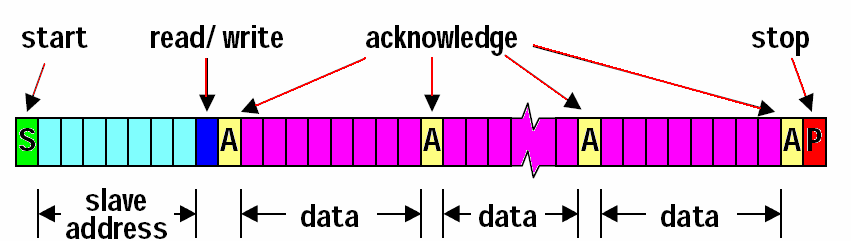 start read/ write acknowledge stop
S A A A A P
slave
address data data data